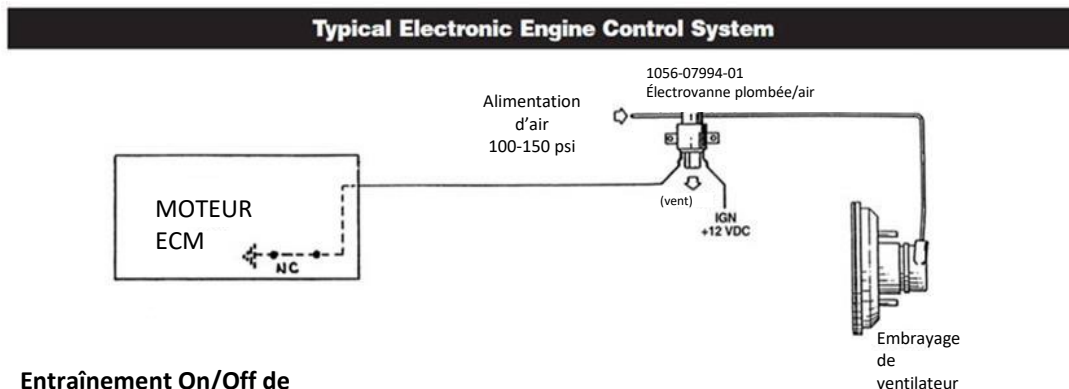 Typical Electronic Engine Control System
1056-07994-01
Électrovanne plombée/air
Alimentation
d'air
100-150 psi
MOTEUR
ECM
NC
(vent)
IGN
+12 VDC
Embrayage
de
ventilateur
Entraînement On/Off de